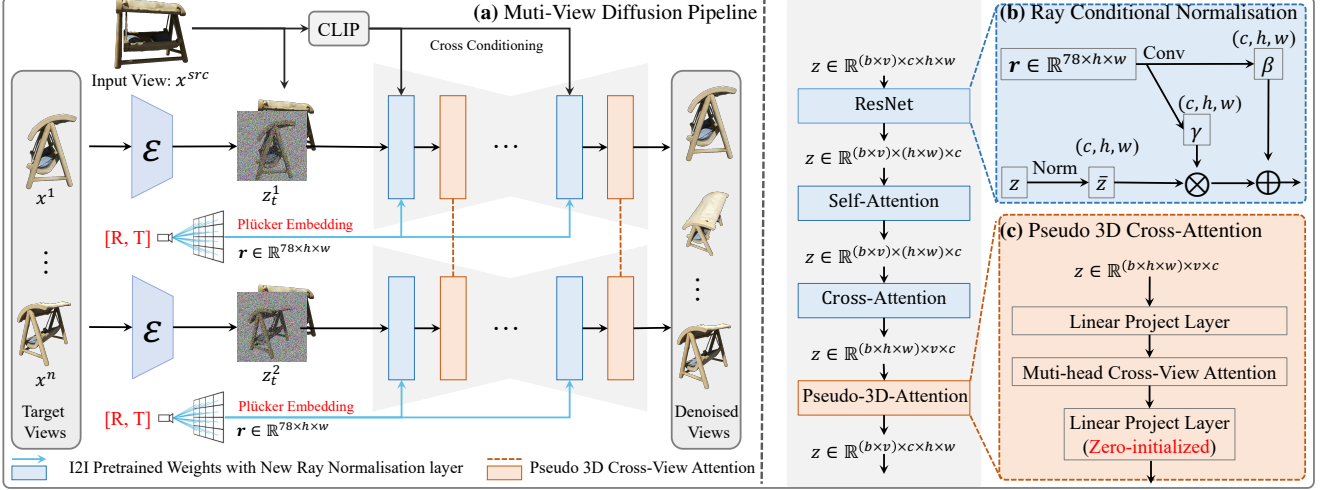 (a) Muti-View Diffusion Pipeline
CLIP
Cross Conditioning
Input View: x^{src}
x^1
ℰ
z_t^1
...
[R, T]
Plücker Embedding
r ∈ ℝ^{78×h×w}
⋮
⋮
x^n
ℰ
z_t^2
...
[R, T]
Plücker Embedding
r ∈ ℝ^{78×h×w}
Target
Views
Denoised
Views
I2I Pretrained Weights with New Ray Normalisation layer
Pseudo 3D Cross-View Attention
z ∈ ℝ^{(b×v)×c×h×w}
ResNet
z ∈ ℝ^{(b×v)×(h×w)×c}
Self-Attention
z ∈ ℝ^{(b×v)×(h×w)×c}
Cross-Attention
z ∈ ℝ^{(b×h×w)×v×c}
Pseudo-3D-Attention
z ∈ ℝ^{(b×v)×c×h×w}
(b) Ray Conditional Normalisation
r ∈ ℝ^{78×h×w}
Conv
(c, h, w)
β
(c, h, w)
γ
(c, h, w)
z
Norm
z̄
⊗
⊕
(c) Pseudo 3D Cross-Attention
z ∈ ℝ^{(b×h×w)×v×c}
Linear Project Layer
Muti-head Cross-View Attention
Linear Project Layer
(Zero-initialized)